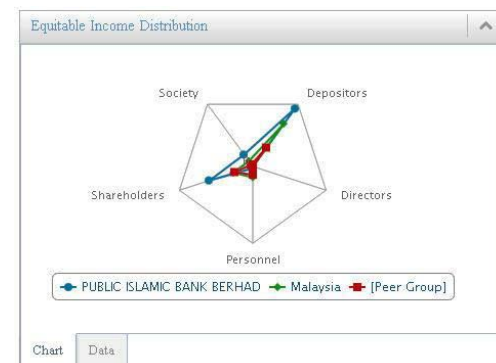 Equitable Income Distribution
Society
Depositors
Shareholders
Directors
Personnel
PUBLIC ISLAMIC BANK BERHAD Malaysia [Peer Group]
Chart Data